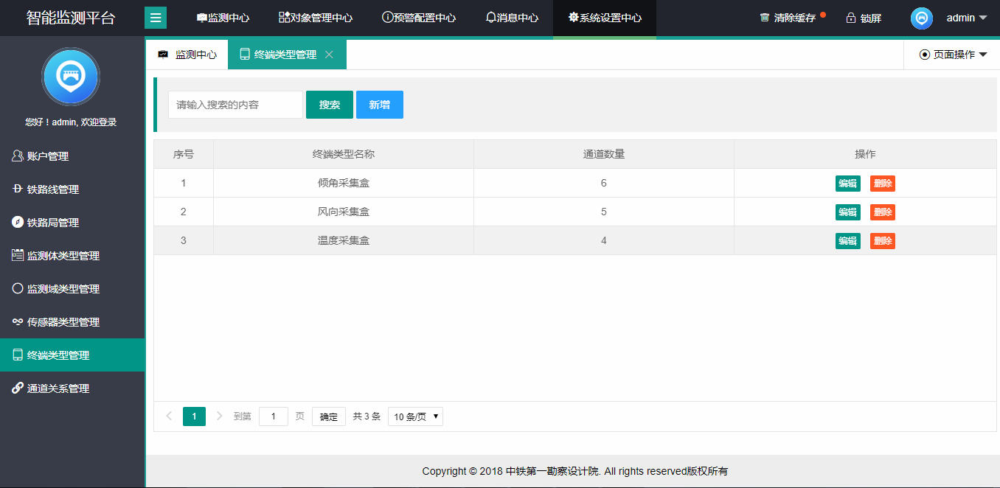 智能监测平台 监测中心 对象管理中心 预警配置中心 消息中心 系统设置中心 清除缓存 锁屏 admin
监测中心 终端类型管理 页面操作
您好！admin, 欢迎登录
账户管理
铁路线管理
铁路局管理
监测体类型管理
监测域类型管理
传感器类型管理
终端类型管理
通道关系管理
请输入搜索的内容 搜索 新增
序号 终端类型名称 通道数量 操作
1 倾角采集盒 6 编辑 删除
2 风向采集盒 5 编辑 删除
3 温度采集盒 4 编辑 删除
1 到第 1 页 确定 共 3 条 10 条/页
Copyright © 2018 中铁第一勘察设计院. All rights reserved版权所有